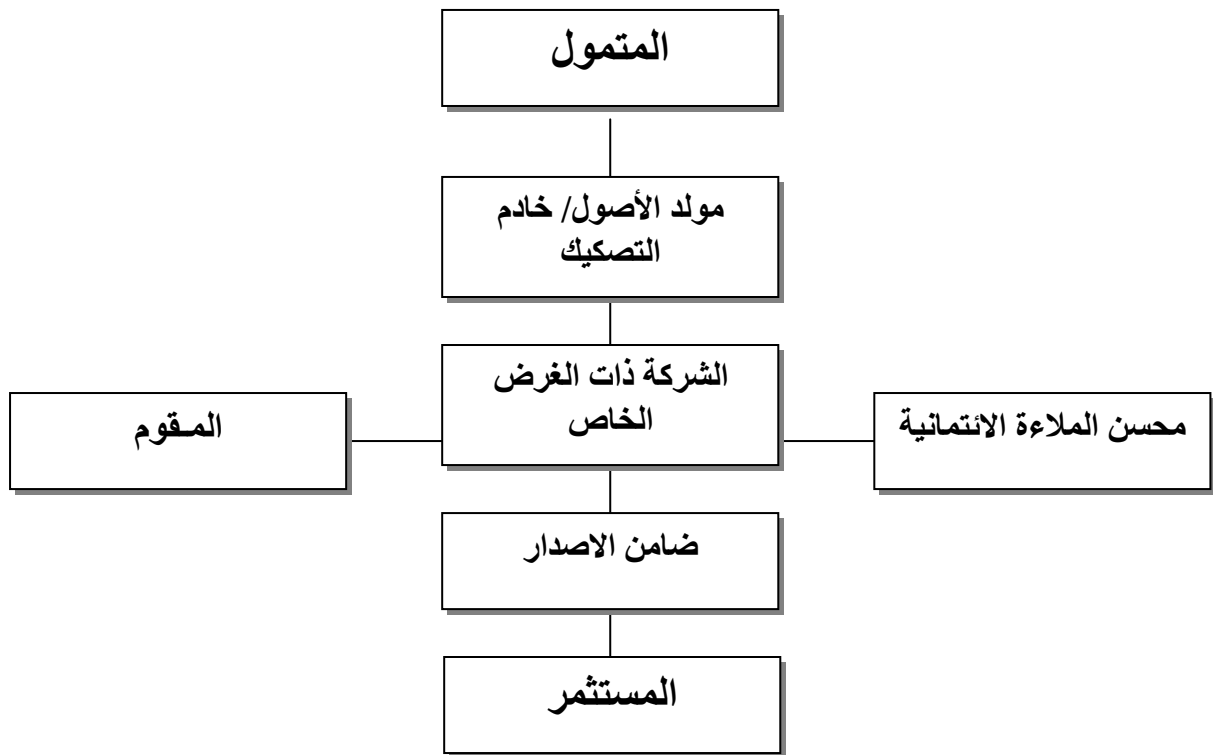 المتمول
مولد الأصول/ خادم
التصكيك
الشركة ذات الغرض
الخاص
محسن الملاءة الائتمانية
المـقوم
ضامن الاصدار
المستثمر